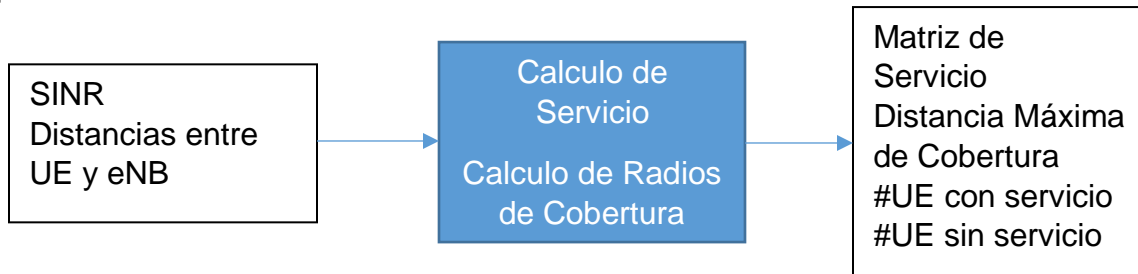 SINR
Distancias entre
UE y eNB
Calculo de
Servicio
Calculo de Radios
de Cobertura
Matriz de
Servicio
Distancia Máxima
de Cobertura
#UE con servicio
#UE sin servicio